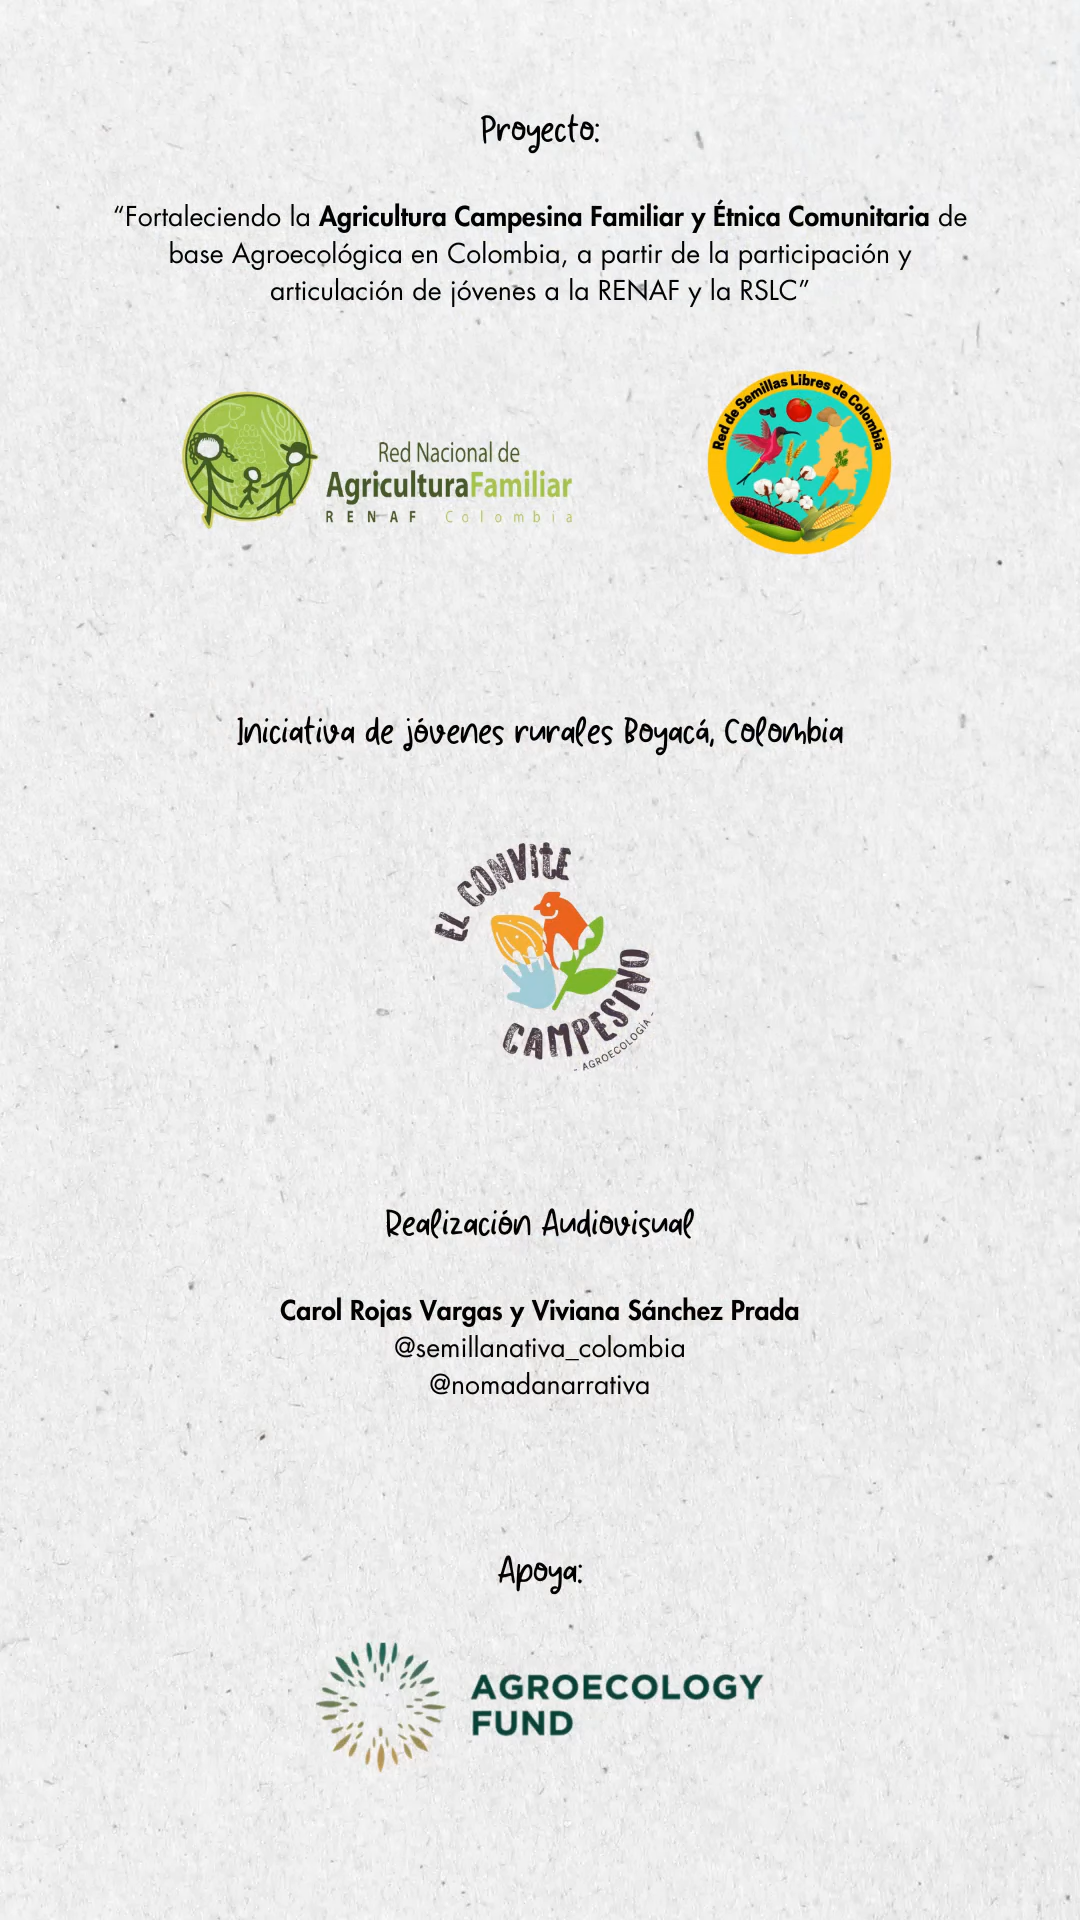 Proyecto:
“Fortaleciendo la Agricultura Campesina Familiar y Étnica Comunitaria de
base Agroecológica en Colombia, a partir de la participación y
articulación de jóvenes a la RENAF y la RSLC”
Red Nacional de
AgriculturaFamiliar
RENAF Colombia
Red de Semillas Libres de Colombia
Iniciativa de jóvenes rurales Boyacá, Colombia
EL CONVITE
CAMPESINO
- AGROECOLOGÍA -
Realización Audiovisual
Carol Rojas Vargas y Viviana Sánchez Prada
@semillanativa_colombia
@nomadanarrativa
Apoya:
AGROECOLOGY
FUND